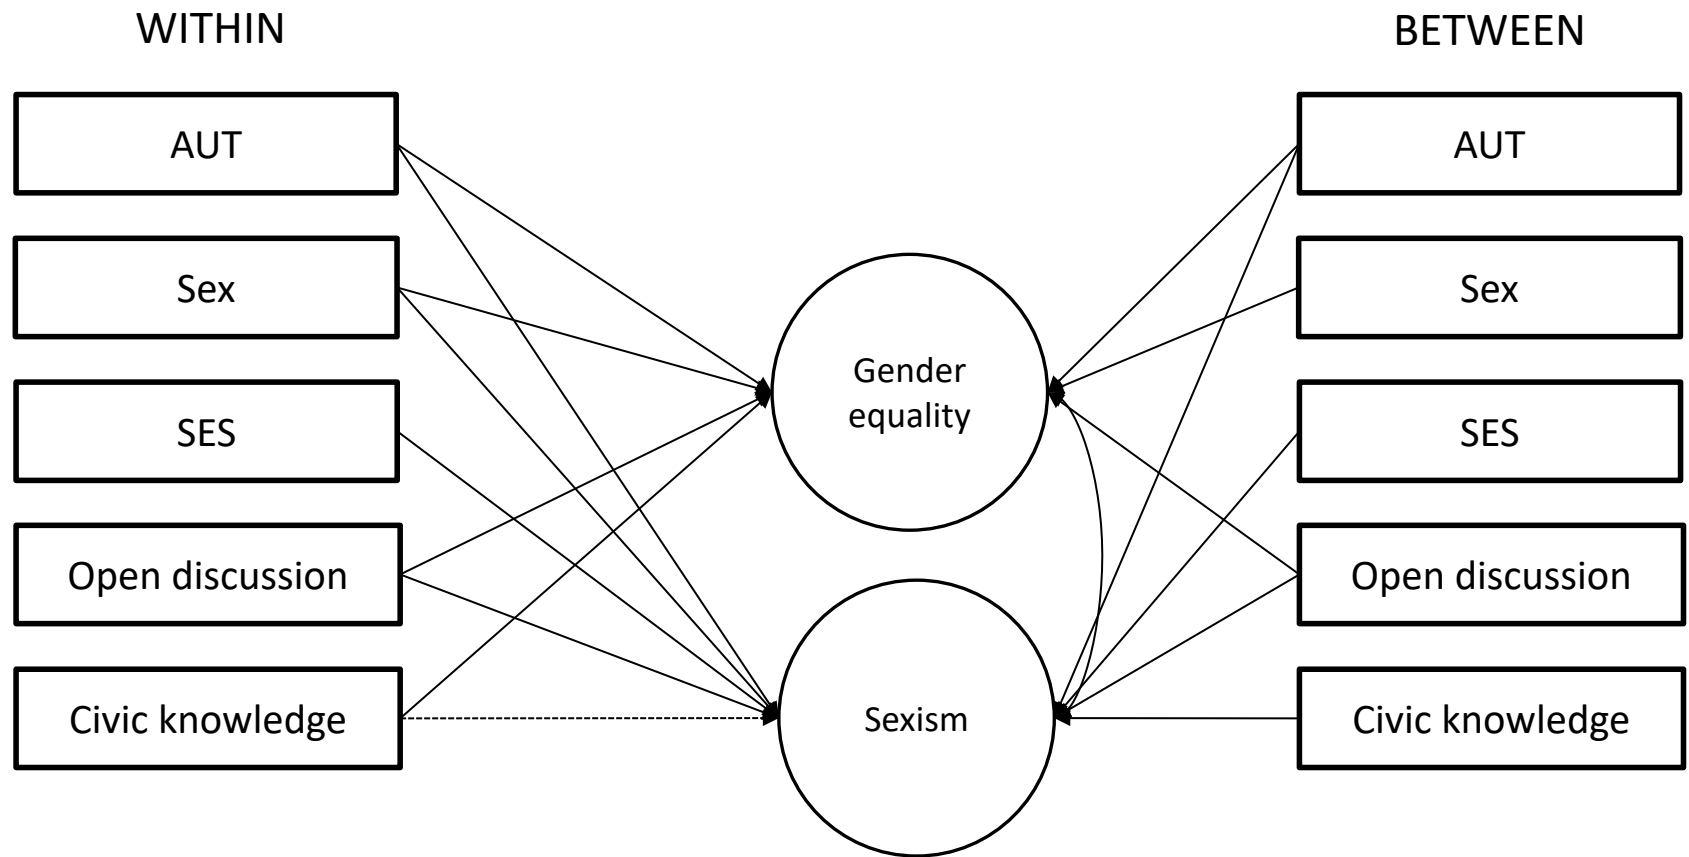 WITHIN
BETWEEN
AUT
AUT
Sex
Sex
Gender
equality
SES
SES
Open discussion
Open discussion
Civic knowledge
Sexism
Civic knowledge